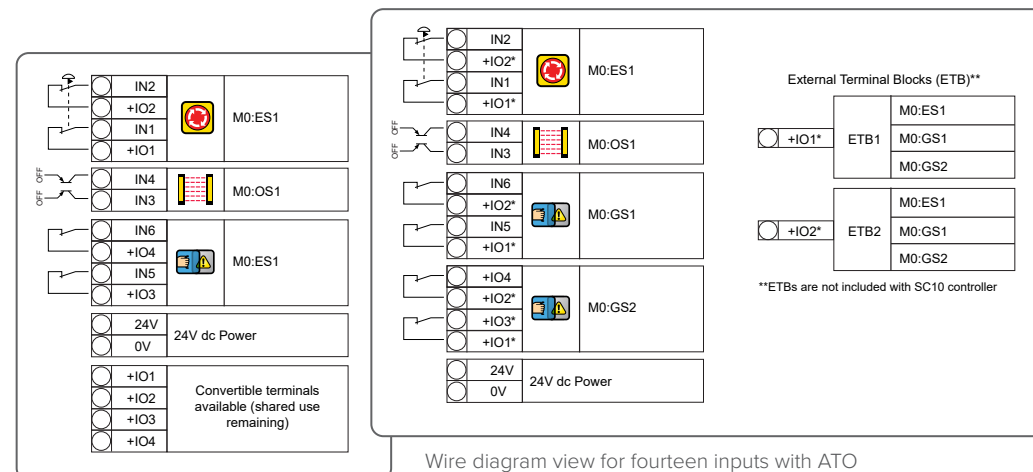 IN2
+IO2
IN1
+IO1
M0:ES1
OFF
OFF
IN4
IN3
M0:OS1
IN6
+IO4
IN5
+IO3
M0:ES1
24V
0V
24V dc Power
+IO1
+IO2
+IO3
+IO4
Convertible terminals
available (shared use
remaining)
IN2
+IO2*
IN1
+IO1*
M0:ES1
OFF
OFF
IN4
IN3
M0:OS1
IN6
+IO2*
IN5
+IO1*
M0:GS1
+IO4
+IO2*
+IO3*
+IO1*
M0:GS2
24V
0V
24V dc Power
External Terminal Blocks (ETB)**
+IO1*
ETB1
M0:ES1
M0:GS1
M0:GS2
+IO2*
ETB2
M0:ES1
M0:GS1
M0:GS2
**ETBs are not included with SC10 controller
Wire diagram view for fourteen inputs with ATO